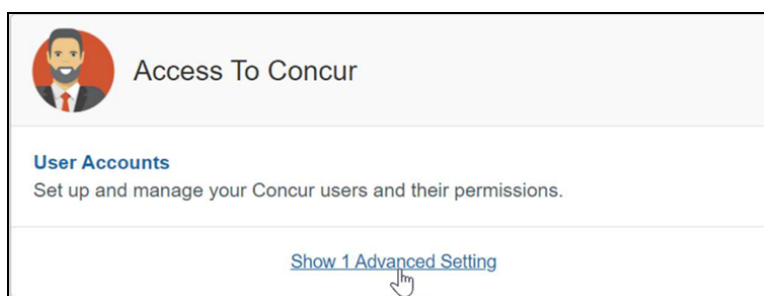 Access To Concur
User Accounts
Set up and manage your Concur users and their permissions.
Show 1 Advanced Setting